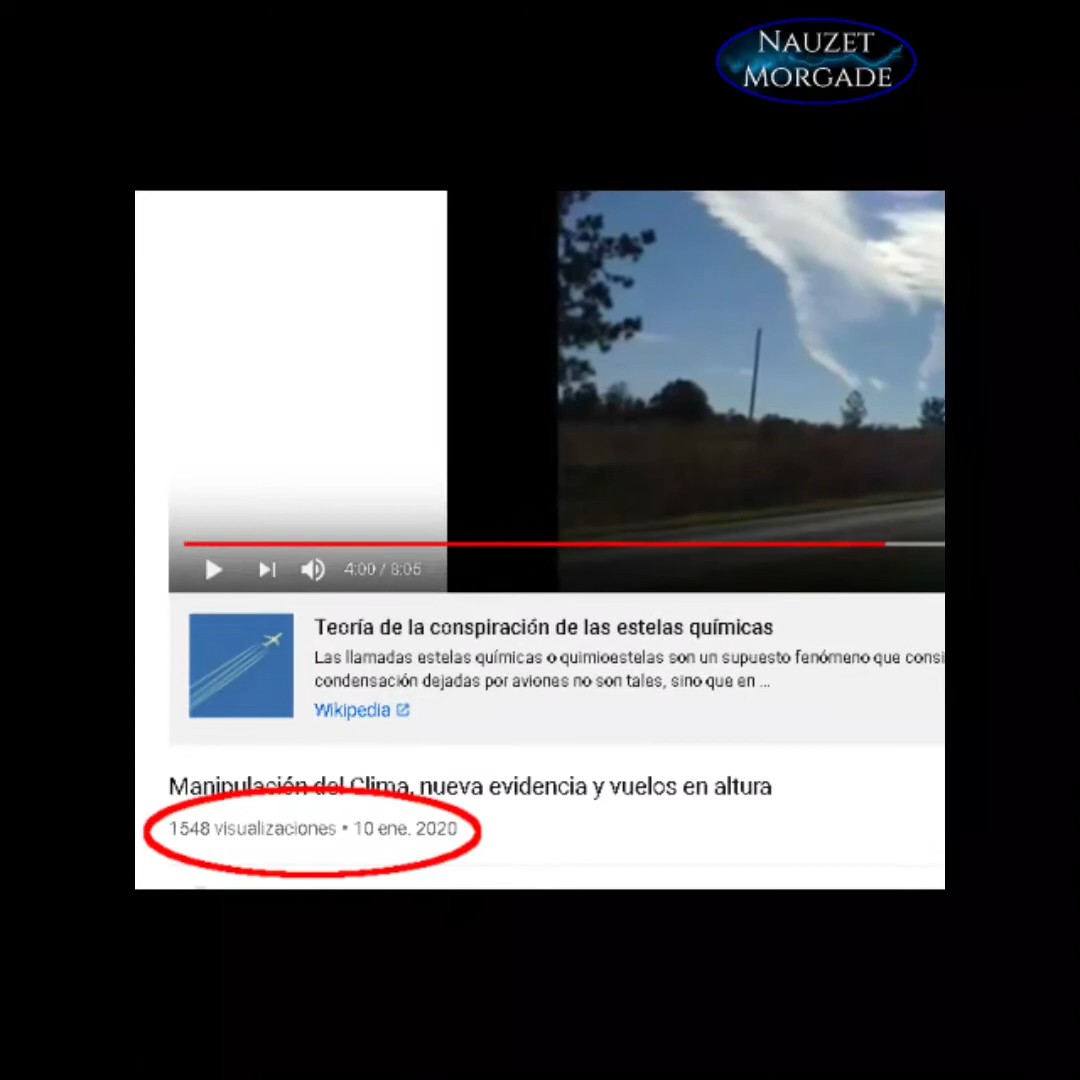 NAUZET
MORGADE
4:00 / 8:05
Teoría de la conspiración de las estelas químicas
Las llamadas estelas químicas o quimioestelas son un supuesto fenómeno que consi
condensación dejadas por aviones no son tales, sino que en ...
Wikipedia
Manipulación del Clima, nueva evidencia y vuelos en altura
1548 visualizaciones • 10 ene. 2020